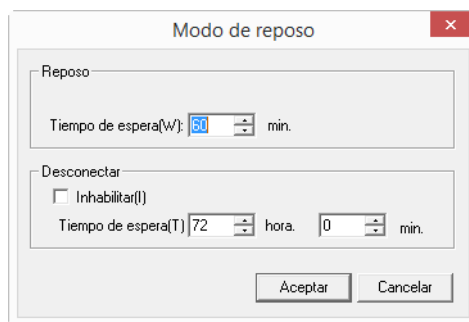 Modo de reposo
Reposo
Tiempo de espera(W): 60 min.
Desconectar
Inhabilitar(I)
Tiempo de espera(T) 72 hora. 0 min.
Aceptar Cancelar